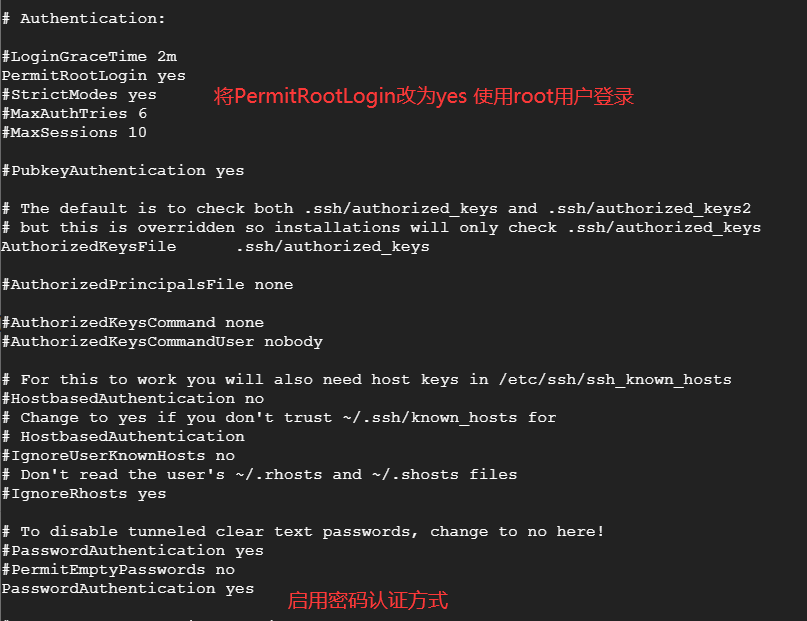 # Authentication:
#LoginGraceTime 2m
PermitRootLogin yes
#StrictModes yes
将PermitRootLogin改为yes 使用root用户登录
#MaxAuthTries 6
#MaxSessions 10
#PubkeyAuthentication yes
# The default is to check both .ssh/authorized_keys and .ssh/authorized_keys2
# but this is overridden so installations will only check .ssh/authorized_keys
AuthorizedKeysFile      .ssh/authorized_keys
#AuthorizedPrincipalsFile none
#AuthorizedKeysCommand none
#AuthorizedKeysCommandUser nobody
# For this to work you will also need host keys in /etc/ssh/ssh_known_hosts
#HostbasedAuthentication no
# Change to yes if you don't trust ~/.ssh/known_hosts for
# HostbasedAuthentication
#IgnoreUserKnownHosts no
# Don't read the user's ~/.rhosts and ~/.shosts files
#IgnoreRhosts yes
# To disable tunneled clear text passwords, change to no here!
#PasswordAuthentication yes
#PermitEmptyPasswords no
PasswordAuthentication yes
启用密码认证方式